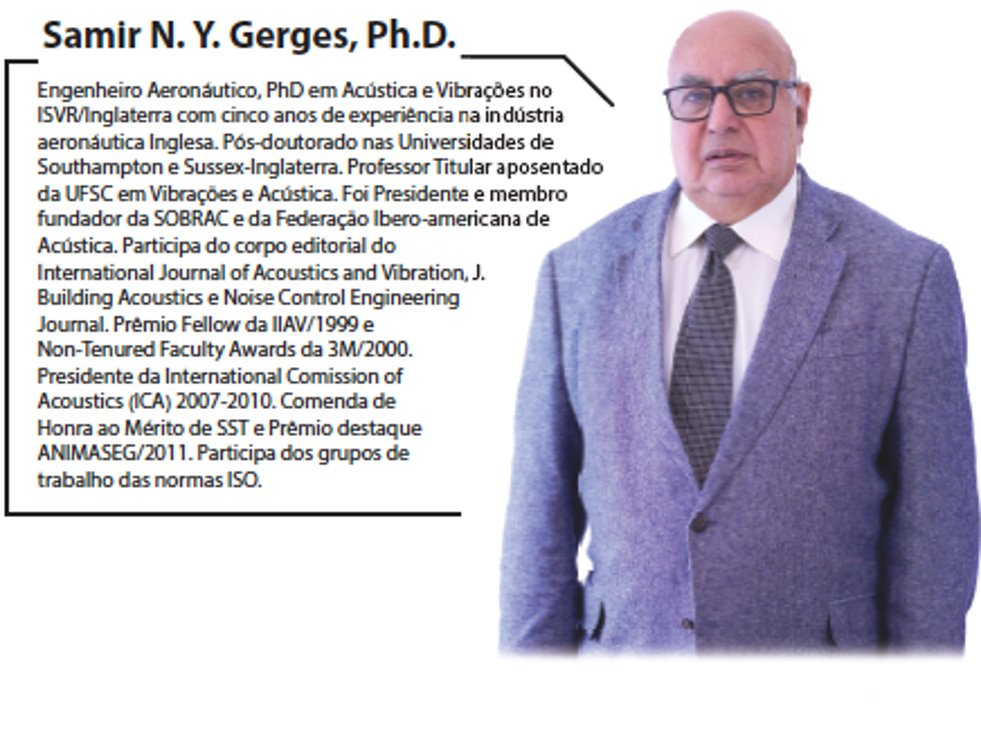 Samir N. Y. Gerges, Ph.D.
Engenheiro Aeronáutico, PhD em Acústica e Vibrações no
ISVR/Inglaterra com cinco anos de experiência na indústria
aeronáutica Inglesa. Pós-doutorado nas Universidades de
Southampton e Sussex-Inglaterra. Professor Titular aposentado
da UFSC em Vibrações e Acústica. Foi Presidente e membro
fundador da SOBRAC e da Federação Ibero-americana de
Acústica. Participa do corpo editorial do
International Journal of Acoustics and Vibration, J.
Building Acoustics e Noise Control Engineering
Journal. Prêmio Fellow da IIAV/1999 e
Non-Tenured Faculty Awards da 3M/2000.
Presidente da International Comission of
Acoustics (ICA) 2007-2010. Comenda de
Honra ao Mérito de SST e Prêmio destaque
ANIMASEG/2011. Participa dos grupos de
trabalho das normas ISO.